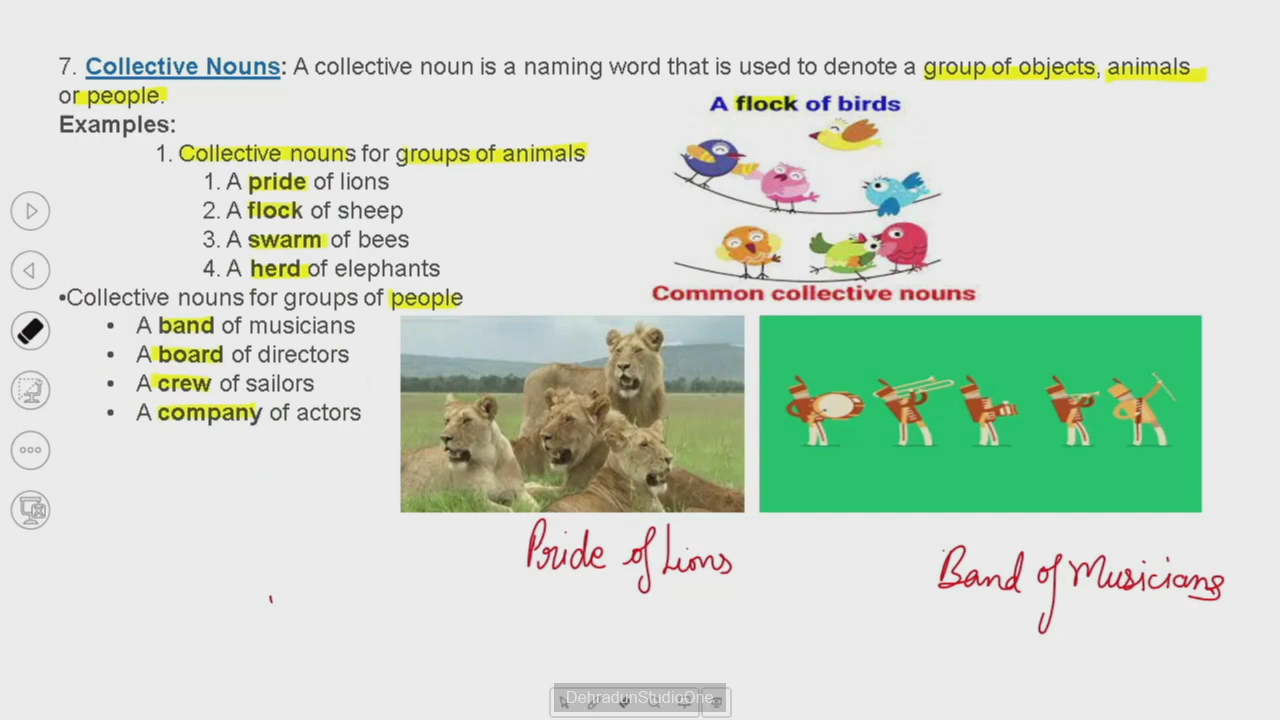 7. Collective Nouns: A collective noun is a naming word that is used to denote a group of objects, animals
or people.
Examples:
1. Collective nouns for groups of animals
1. A pride of lions
2. A flock of sheep
3. A swarm of bees
4. A herd of elephants
•Collective nouns for groups of people
• A band of musicians
• A board of directors
• A crew of sailors
• A company of actors
A flock of birds
Common collective nouns
Pride of Lions
Band of Musicians
DehradunStudioOne